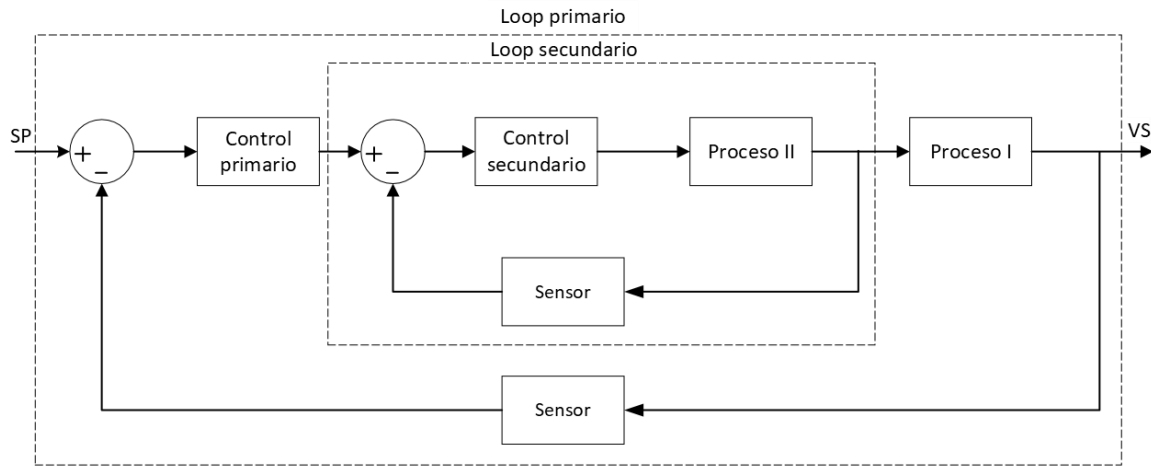 Loop primario
Loop secundario
SP
+
−
Control
primario
+
−
Control
secundario
Proceso II
Proceso I
VS
Sensor
Sensor